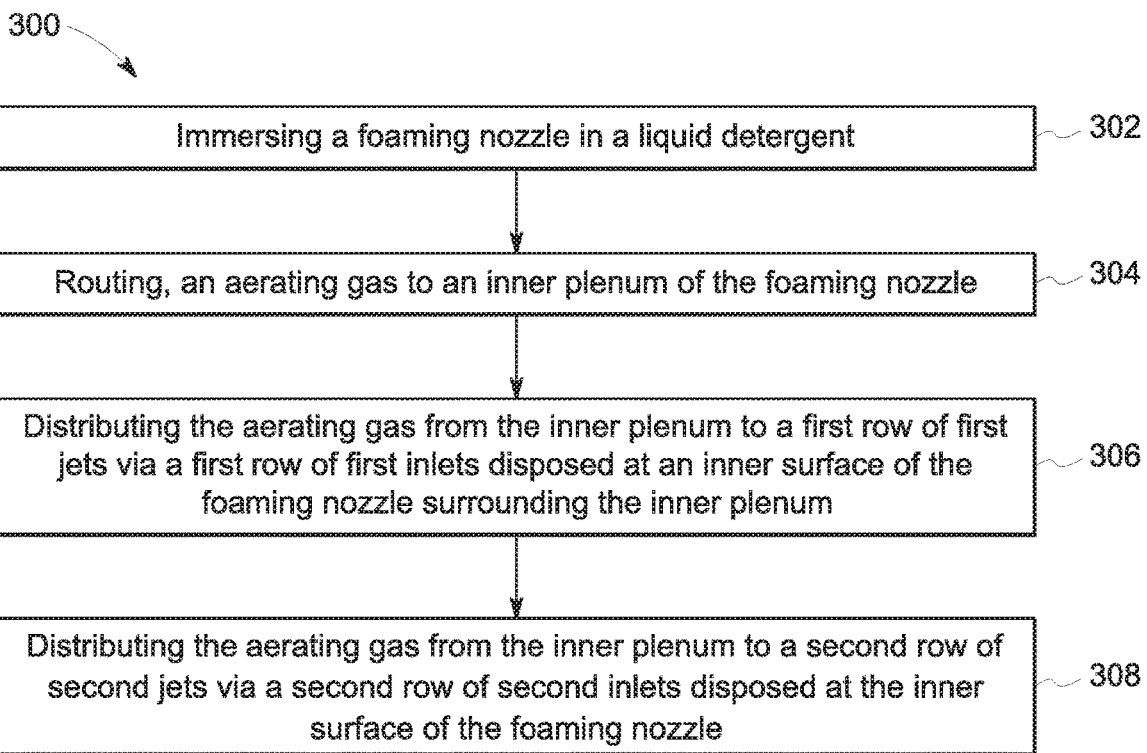 300
Immersing a foaming nozzle in a liquid detergent
302
Routing, an aerating gas to an inner plenum of the foaming nozzle
304
Distributing the aerating gas from the inner plenum to a first row of first
jets via a first row of first inlets disposed at an inner surface of the
foaming nozzle surrounding the inner plenum
306
Distributing the aerating gas from the inner plenum to a second row of
second jets via a second row of second inlets disposed at the inner
surface of the foaming nozzle
308